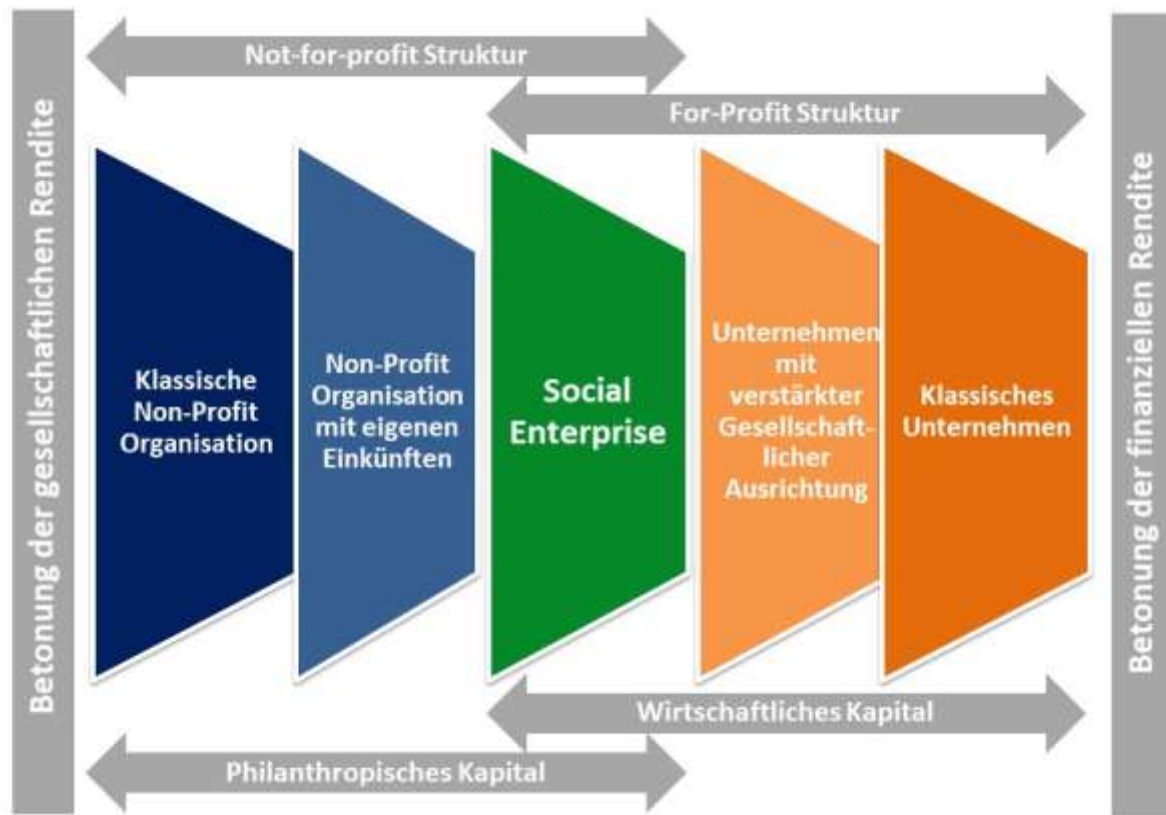 Betonung der gesellschaftlichen Rendite
Not-for-profit Struktur
For-Profit Struktur
Klassische
Non-Profit
Organisation
Non-Profit
Organisation
mit eigenen
Einkünften
Social
Enterprise
Unternehmen
mit
verstärkter
Gesellschaft-
licher
Ausrichtung
Klassisches
Unternehmen
Wirtschaftliches Kapital
Philanthropisches Kapital
Betonung der finanziellen Rendite